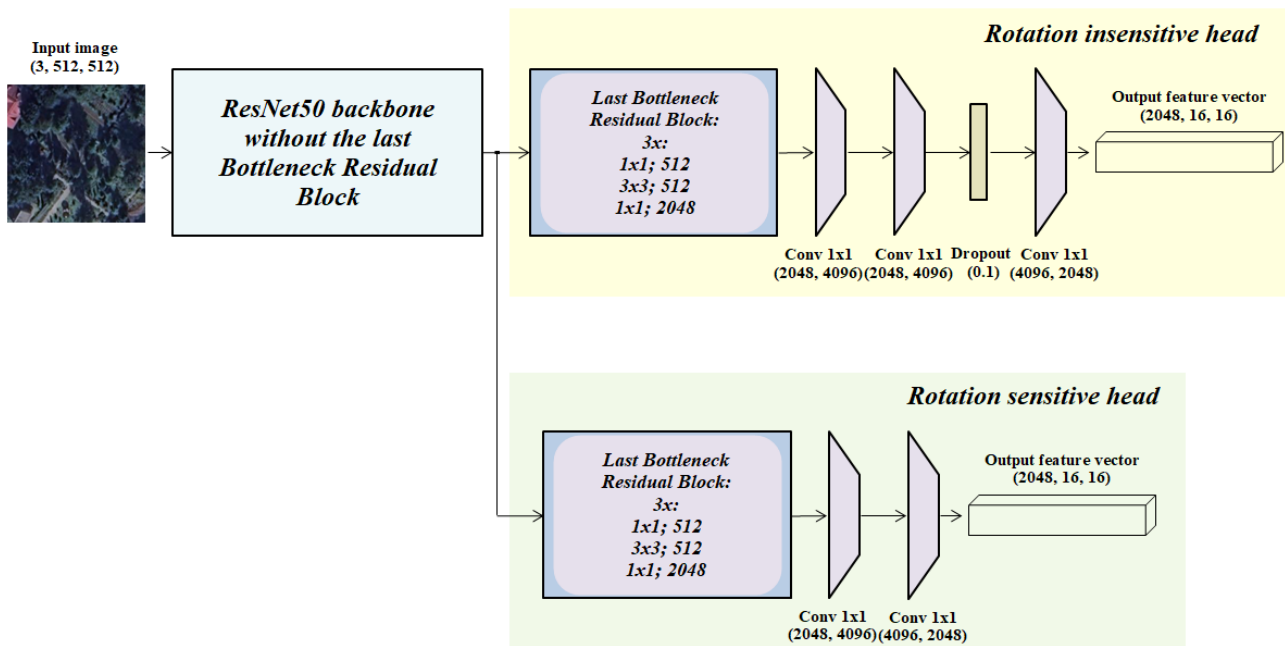 Input image
(3, 512, 512)
ResNet50 backbone
without the last
Bottleneck Residual
Block
Rotation insensitive head
Last Bottleneck
Residual Block:
3x:
1x1; 512
3x3; 512
1x1; 2048
Conv 1x1
(2048, 4096)
Conv 1x1
(2048, 4096)
Dropout
(0.1)
Conv 1x1
(4096, 2048)
Output feature vector
(2048, 16, 16)
Rotation sensitive head
Last Bottleneck
Residual Block:
3x:
1x1; 512
3x3; 512
1x1; 2048
Conv 1x1
(2048, 4096)
Conv 1x1
(4096, 2048)
Output feature vector
(2048, 16, 16)